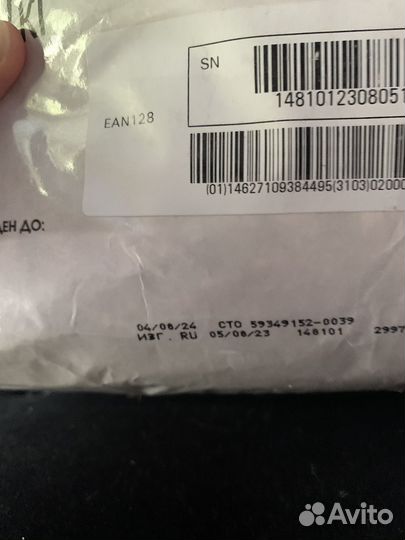 SN
1481012308051
EAN128
(01)14627109384495(3103)02000
ЕН ДО:
04/08/24 СТО 59349152-0039
ИЗГ. RU 05/08/23 148101 2997
Avito